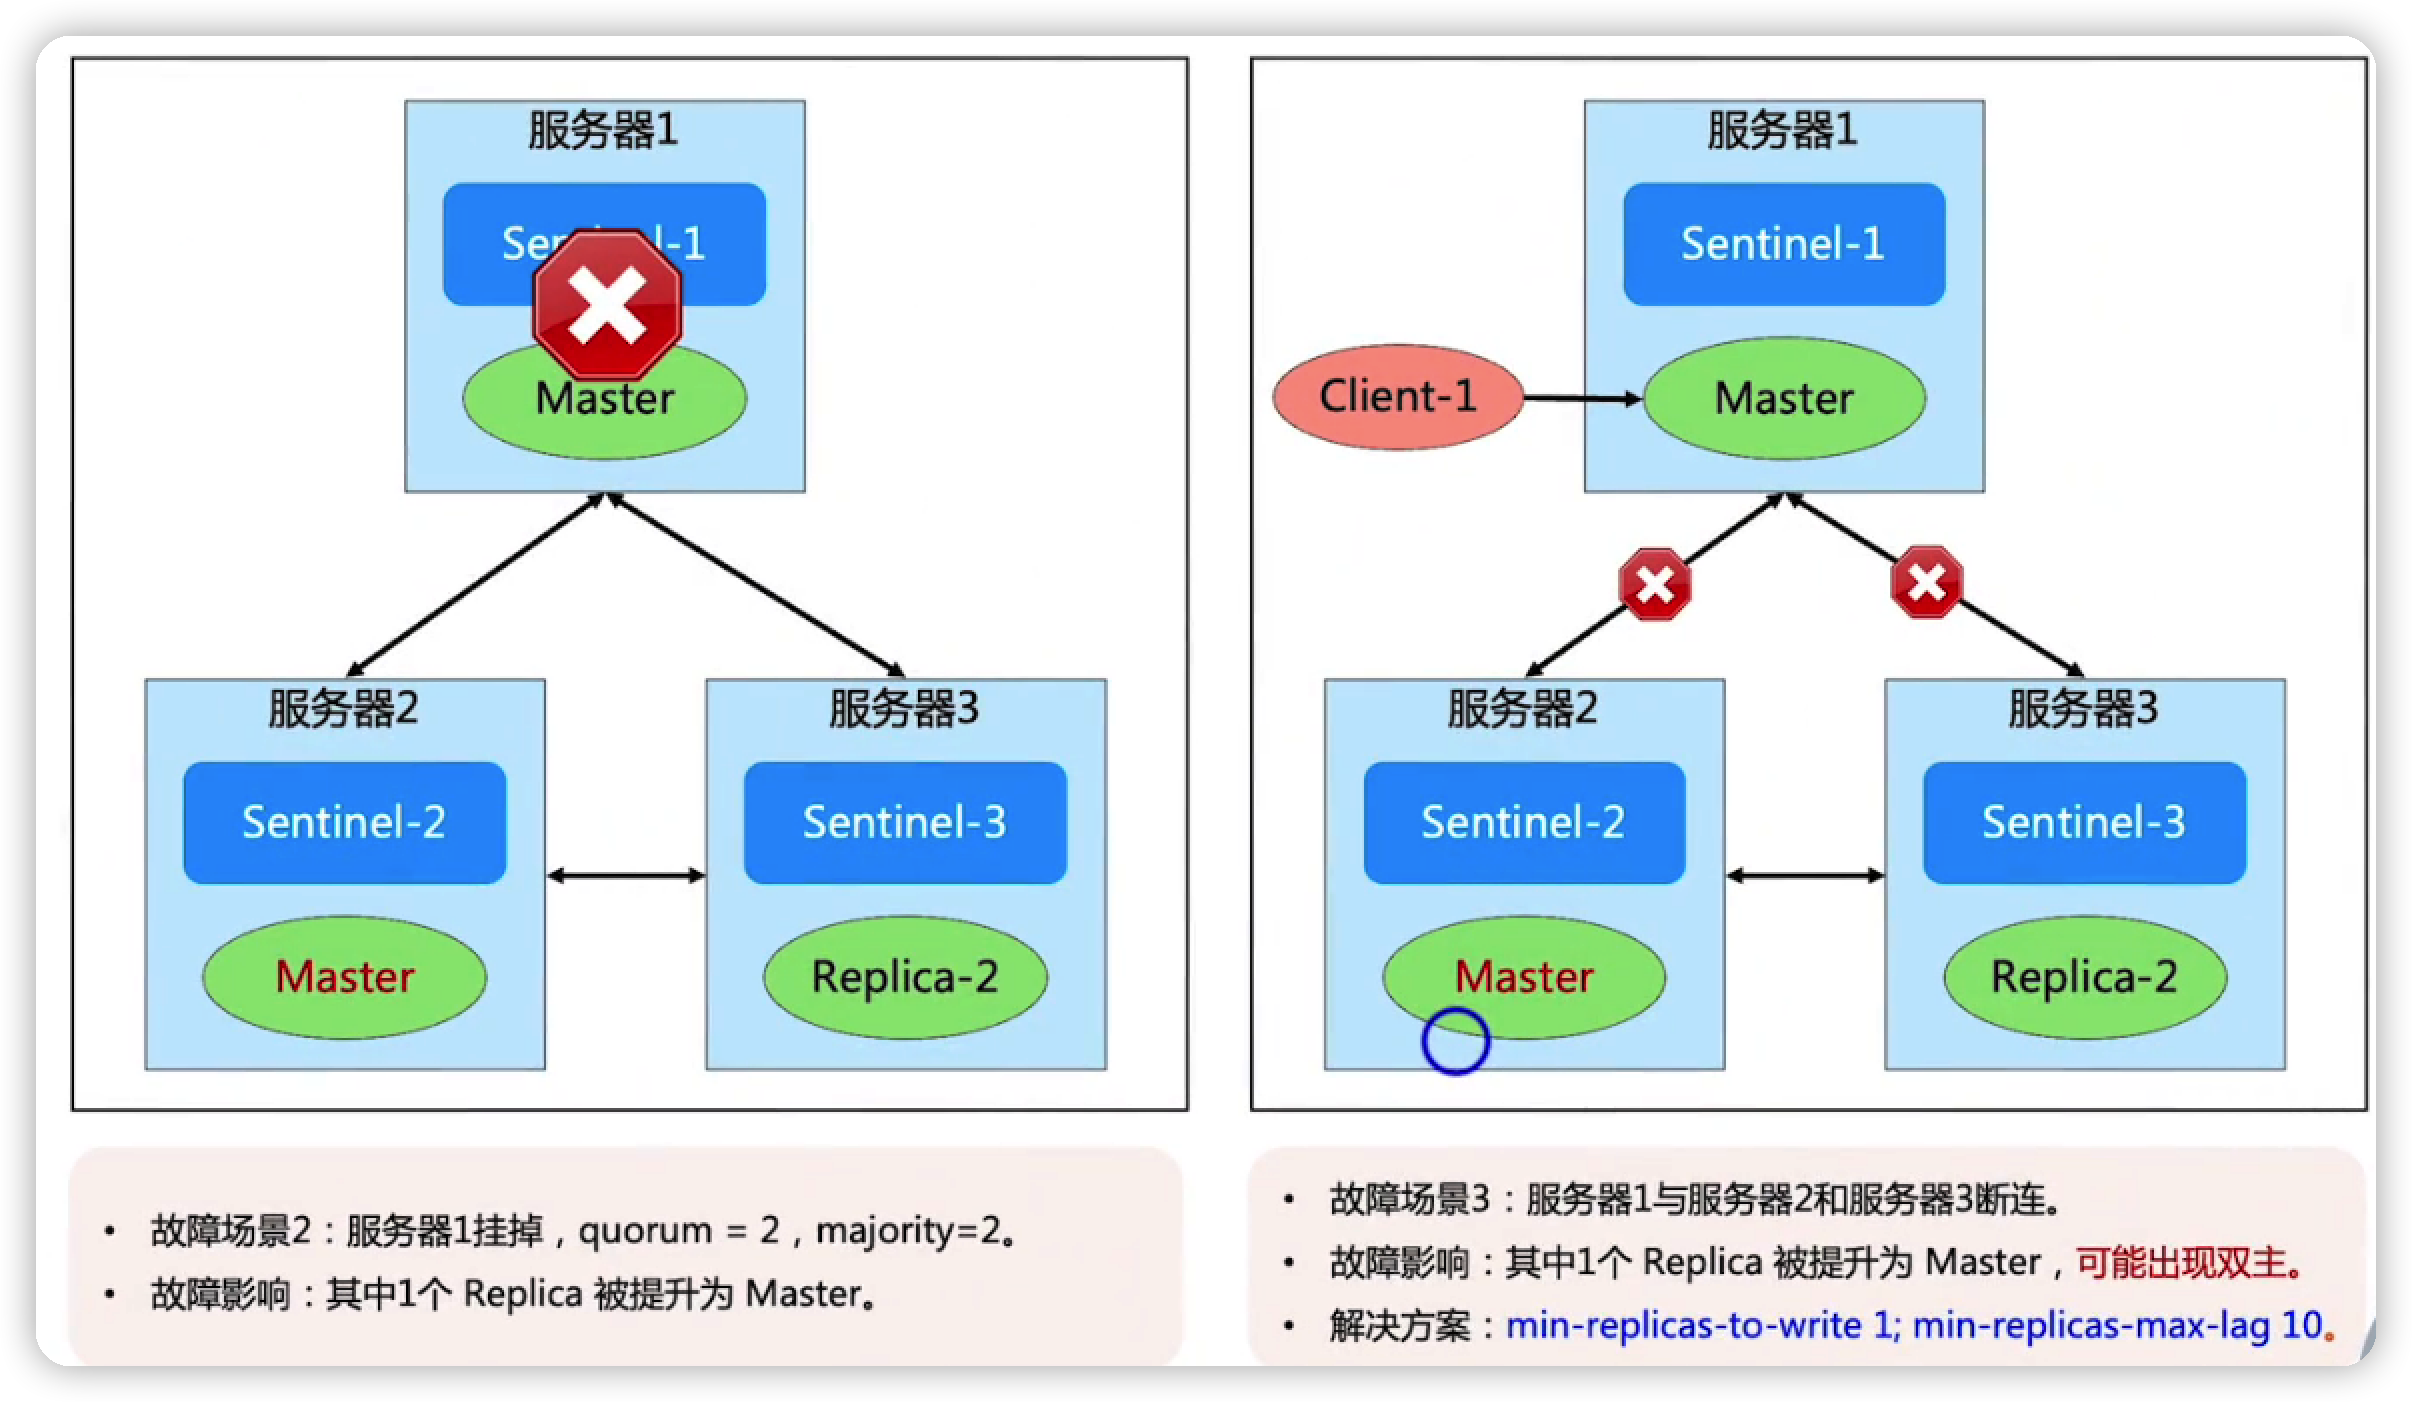 服务器1
Sentinel-1
Master
服务器2
Sentinel-2
Master
服务器3
Sentinel-3
Replica-2
• 故障场景2：服务器1挂掉，quorum = 2，majority=2。
• 故障影响：其中1个 Replica 被提升为 Master。
服务器1
Sentinel-1
Client-1
Master
服务器2
Sentinel-2
Master
服务器3
Sentinel-3
Replica-2
• 故障场景3：服务器1与服务器2和服务器3断连。
• 故障影响：其中1个 Replica 被提升为 Master，可能出现双主。
• 解决方案：min-replicas-to-write 1; min-replicas-max-lag 10。